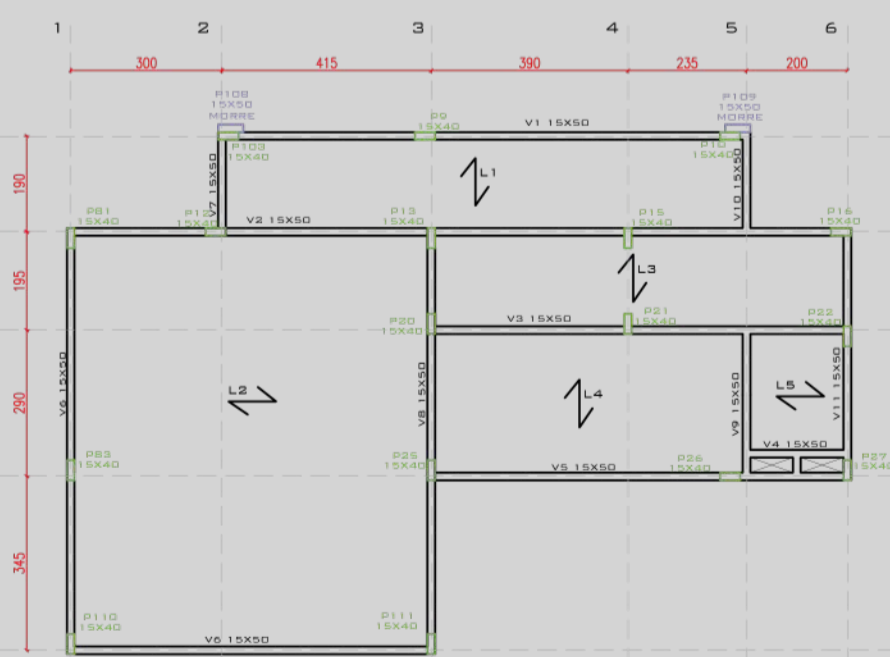 1 2 3 4 5 6
300 415 390 235 200
P108
15X50
MORRE
P109
15X50
MORRE
P9
15X40
V1 15X50
P103
15X40
P10
15X40
V7 15X50
V10 15X50
190
L1
P81
15X40
P12
15X40
V2 15X50
P13
15X40
P15
15X40
P16
15X40
195
L3
P20
15X40
V3 15X50
P21
15X40
P22
15X40
290
V6 15X50
L2
V8 15X50
L4
V9 15X50
L5
V11 15X50
V4 15X50
P83
15X40
P25
15X40
V5 15X50
P26
15X40
P27
15X40
345
P110
15X40
P111
15X40
V6 15X50